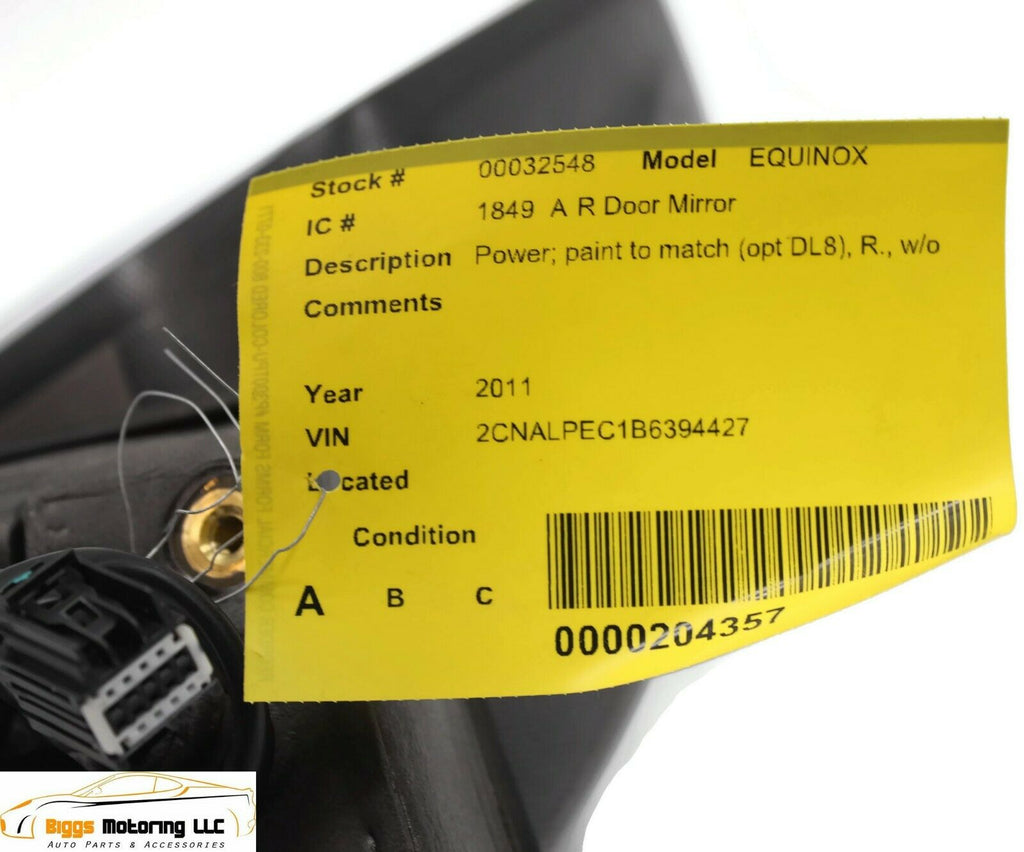 Stock # 00032548 Model EQUINOX
IC # 1849 A R Door Mirror
Description Power; paint to match (opt DL8), R., w/o
Comments
Year 2011
VIN 2CNALPEC1B6394427
Located
Condition
A B C
0000204357
Biggs Motoring LLC
Auto Parts & Accessories